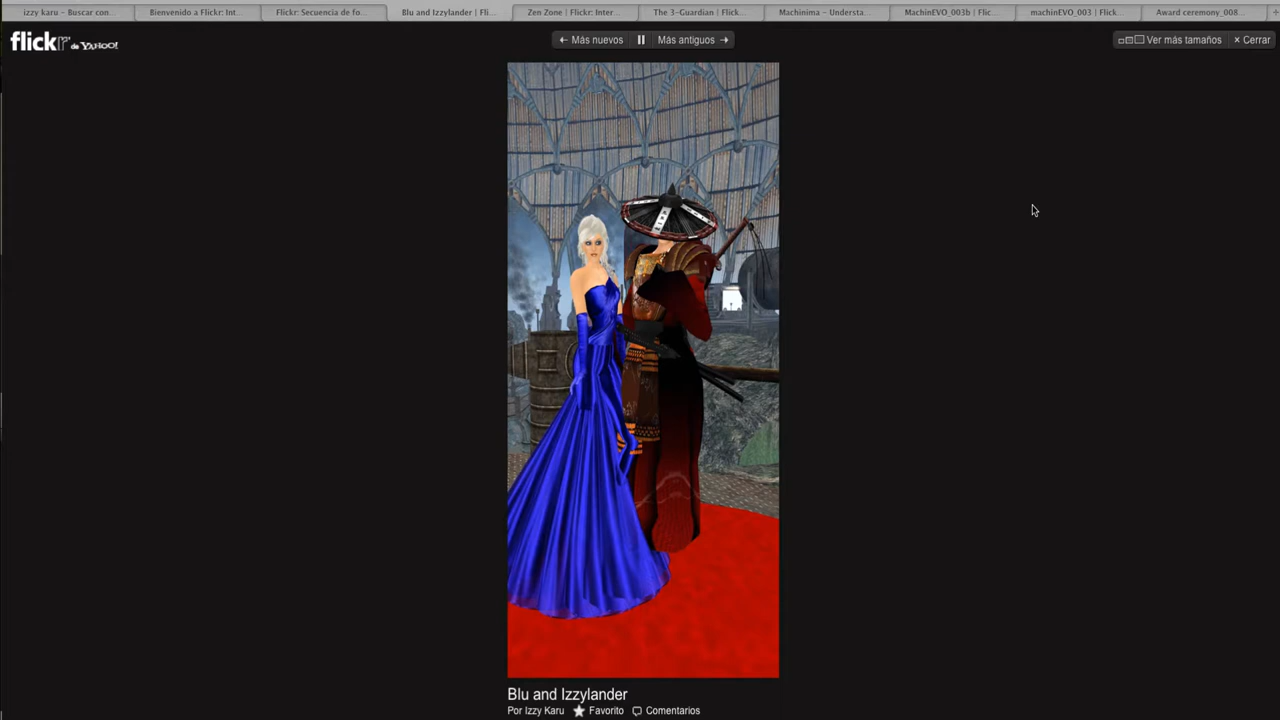 izzy karu – Buscar con...
Bienvenido a Flickr: Int...
Flickr: Secuencia de fo...
Blu and Izzylander | Fli...
Zen Zone | Flickr: Inter...
The 3-Guardian | Flick...
Machinima – Understa...
MachinEVO_003b | Flic...
machinEVO_003 | Flick...
Award ceremony_008...
flickr de YAHOO!
← Más nuevos
Más antiguos →
Ver más tamaños
× Cerrar
Blu and Izzylander
Por Izzy Karu Favorito Comentarios